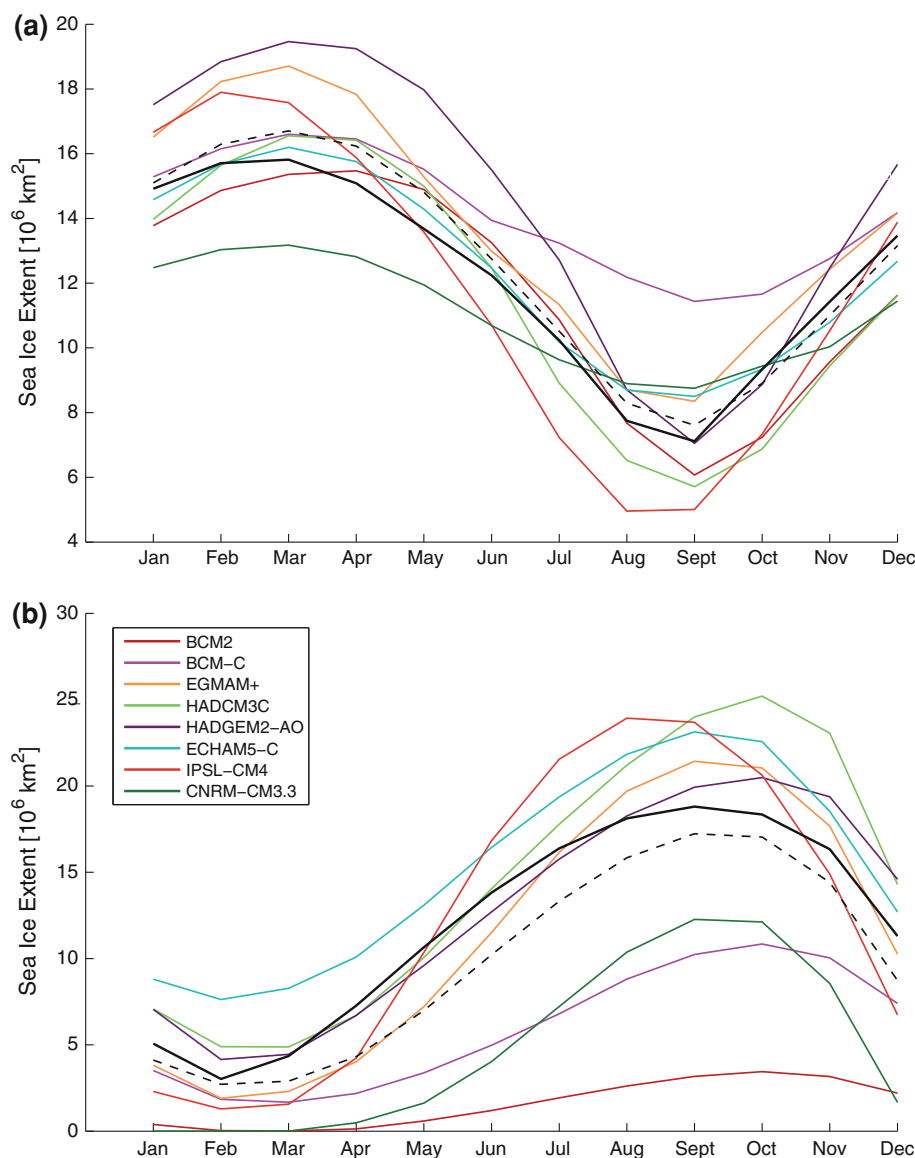 (a)
Sea Ice Extent [10⁶ km²]
20
18
16
14
12
10
8
6
4
Jan Feb Mar Apr May Jun Jul Aug Sept Oct Nov Dec
(b)
Sea Ice Extent [10⁶ km²]
30
25
20
15
10
5
0
BCM2
BCM−C
EGMAM+
HADCM3C
HADGEM2−AO
ECHAM5−C
IPSL−CM4
CNRM−CM3.3
Jan Feb Mar Apr May Jun Jul Aug Sept Oct Nov Dec